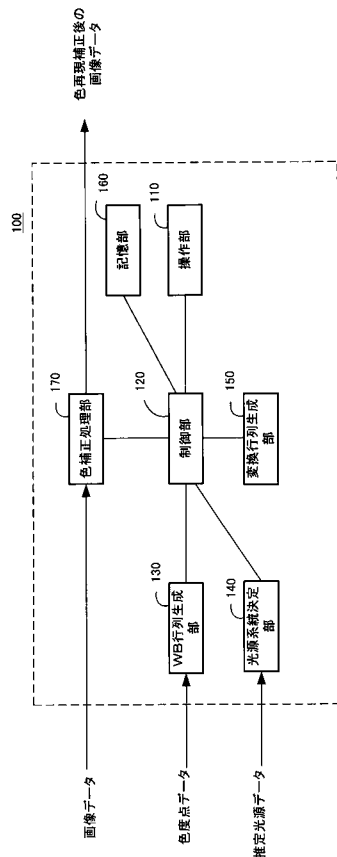 100
画像データ
色度点データ
推定光源データ
170
色補正処理部
色再現補正後の
画像データ
130
WB行列生成
部
120
制御部
160
記憶部
110
操作部
140
光源系統決定
部
150
変換行列生成
部